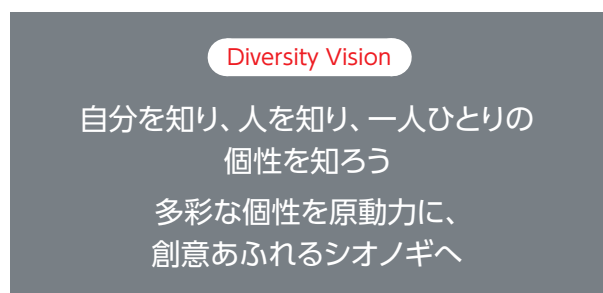 Diversity Vision
自分を知り、人を知り、一人ひとりの
個性を知ろう
多彩な個性を原動力に、
創意あふれるシオノギへ